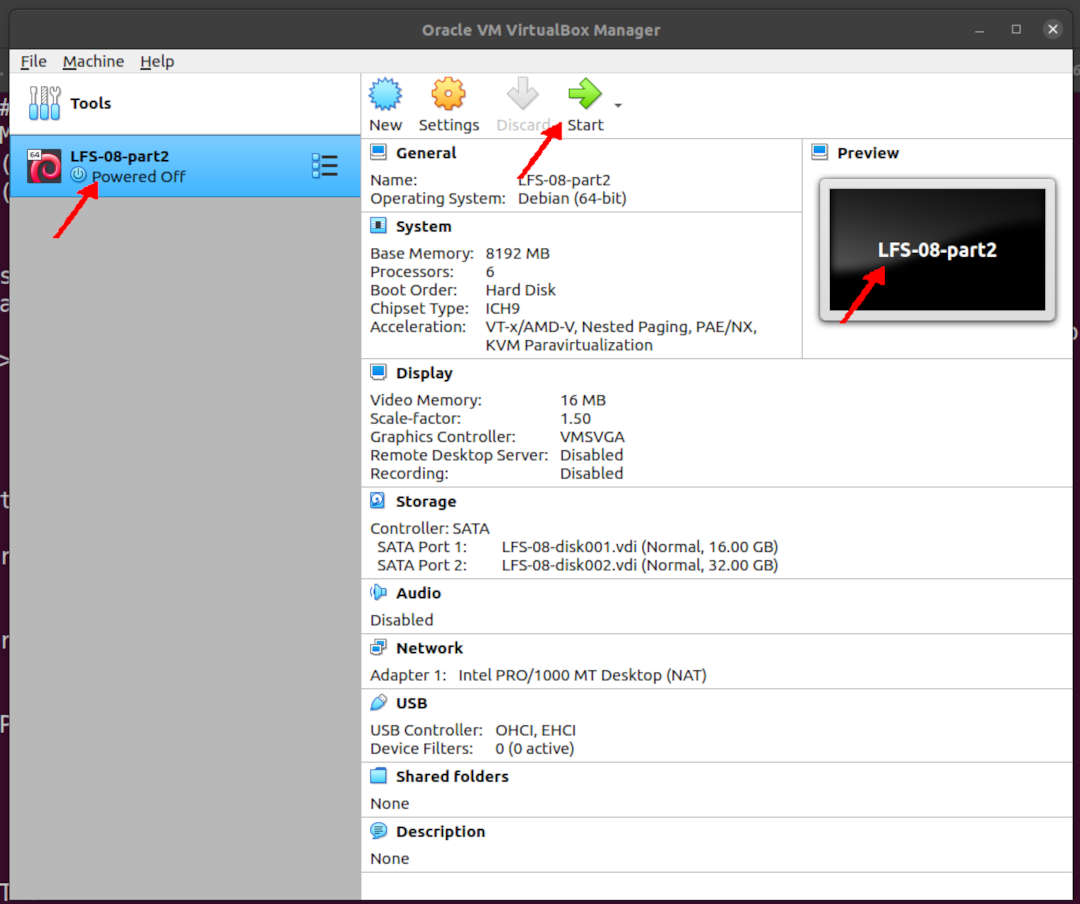 Oracle VM VirtualBox Manager
File Machine Help
Tools
New Settings Discard Start
64
LFS-08-part2
Powered Off
General
Name: LFS-08-part2
Operating System: Debian (64-bit)
Preview
LFS-08-part2
System
Base Memory: 8192 MB
Processors: 6
Boot Order: Hard Disk
Chipset Type: ICH9
Acceleration: VT-x/AMD-V, Nested Paging, PAE/NX,
KVM Paravirtualization
Display
Video Memory: 16 MB
Scale-factor: 1.50
Graphics Controller: VMSVGA
Remote Desktop Server: Disabled
Recording: Disabled
Storage
Controller: SATA
SATA Port 1: LFS-08-disk001.vdi (Normal, 16.00 GB)
SATA Port 2: LFS-08-disk002.vdi (Normal, 32.00 GB)
Audio
Disabled
Network
Adapter 1: Intel PRO/1000 MT Desktop (NAT)
USB
USB Controller: OHCI, EHCI
Device Filters: 0 (0 active)
Shared folders
None
Description
None